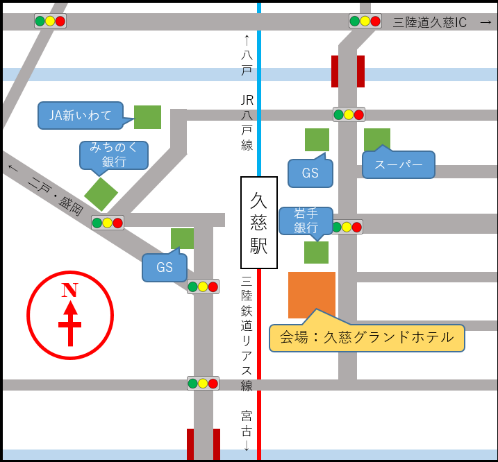 三陸道久慈IC →
↑八戸
JR八戸線
JA新いわて
みちのく
銀行
← 二戸・盛岡
GS
スーパー
久慈駅
岩手
銀行
GS
N
三陸鉄道リアス線
会場：久慈グランドホテル
宮古↓